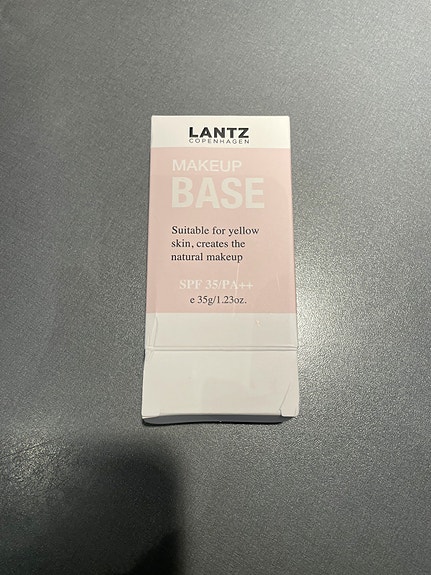 LANTZ
COPENHAGEN
MAKEUP
BASE
Suitable for yellow
skin, creates the
natural makeup
SPF 35/PA++
e 35g/1.23oz.